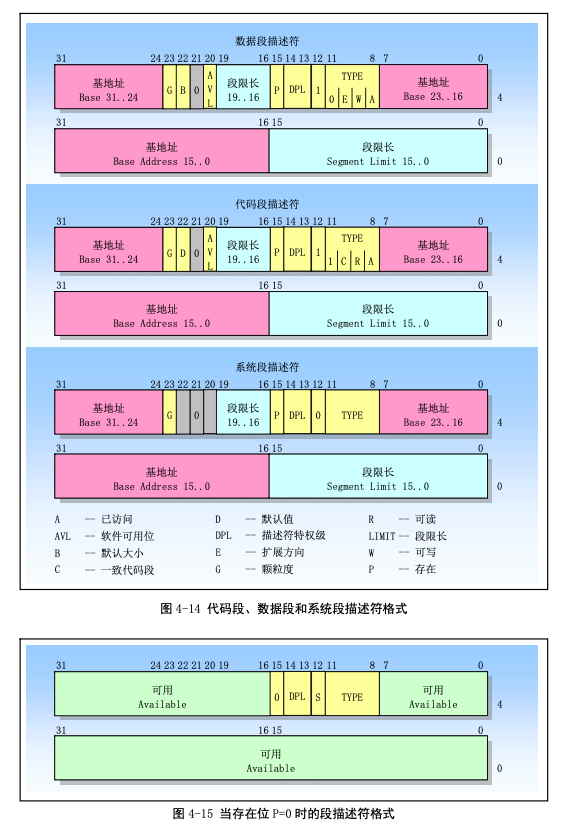 数据段描述符
31 24 23 22 21 20 19 16 15 14 13 12 11 8 7 0
基地址 Base 31..24 G B 0 AVL 段限长 19..16 P DPL 1 TYPE 0 E W A 基地址 Base 23..16 4
31 16 15 0
基地址 Base Address 15..0 段限长 Segment Limit 15..0 0
代码段描述符
31 24 23 22 21 20 19 16 15 14 13 12 11 8 7 0
基地址 Base 31..24 G D 0 AVL 段限长 19..16 P DPL 1 TYPE 1 C R A 基地址 Base 23..16 4
31 16 15 0
基地址 Base Address 15..0 段限长 Segment Limit 15..0 0
系统段描述符
31 24 23 22 21 20 19 16 15 14 13 12 11 8 7 0
基地址 Base 31..24 G 0 段限长 19..16 P DPL 0 TYPE 基地址 Base 23..16 4
31 16 15 0
基地址 Base Address 15..0 段限长 Segment Limit 15..0 0
A -- 已访问 D -- 默认值 R -- 可读
AVL -- 软件可用位 DPL -- 描述符特权级 LIMIT -- 段限长
B -- 默认大小 E -- 扩展方向 W -- 可写
C -- 一致代码段 G -- 颗粒度 P -- 存在
图 4-14 代码段、数据段和系统段描述符格式
31 24 23 22 21 20 19 16 15 14 13 12 11 8 7 0
可用 Available 0 DPL S TYPE 可用 Available 4
31 16 15 0
可用 Available 0
图 4-15 当存在位 P=0 时的段描述符格式